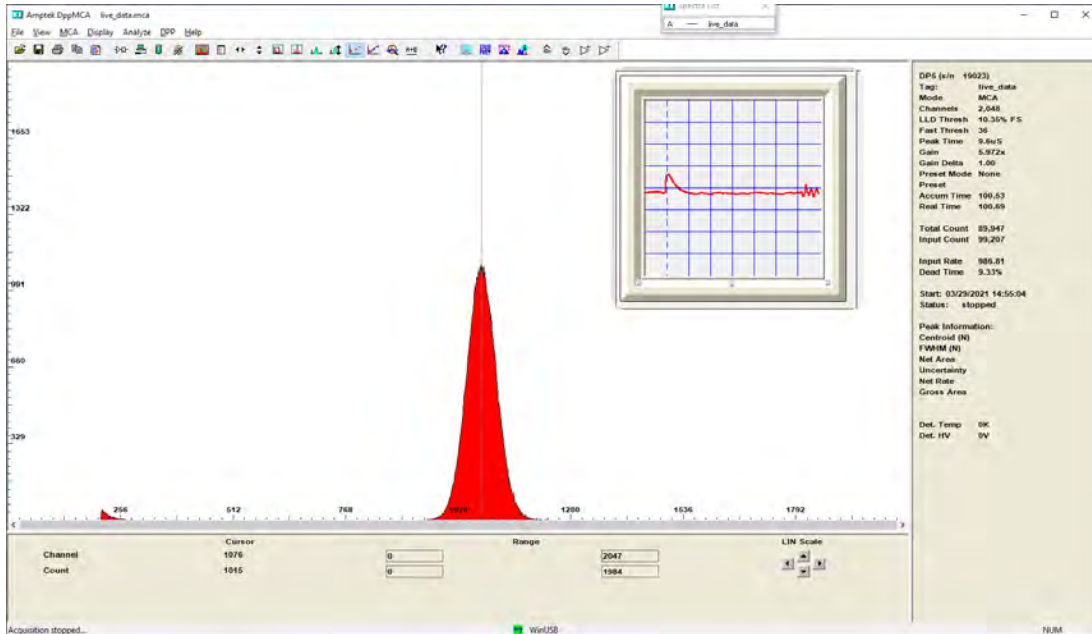 Amptek DppMCA live_data.mca
Spectra List
A — live_data
File View MCA Display Analyze DPP Help
1653
1322
991
660
329
256 512 768 1024 1280 1536 1792
DP5 (s/n 19023)
Tag: live_data
Mode MCA
Channels 2,048
LLD Thresh 10.35% FS
Fast Thresh 36
Peak Time 9.6uS
Gain 5.972x
Gain Delta 1.00
Preset Mode None
Preset
Accum Time 100.53
Real Time 100.69
Total Count 89,947
Input Count 99,207
Input Rate 986.81
Dead Time 9.33%
Start: 03/29/2021 14:55:04
Status: stopped
Peak Information:
Centroid (N)
FWHM (N)
Net Area
Uncertainty
Net Rate
Gross Area
Det. Temp 0K
Det. HV 0V
Cursor Range LIN Scale
Channel 1076 0 2047
Count 1015 0 1984
Acquisition stopped... WinUSB NUM